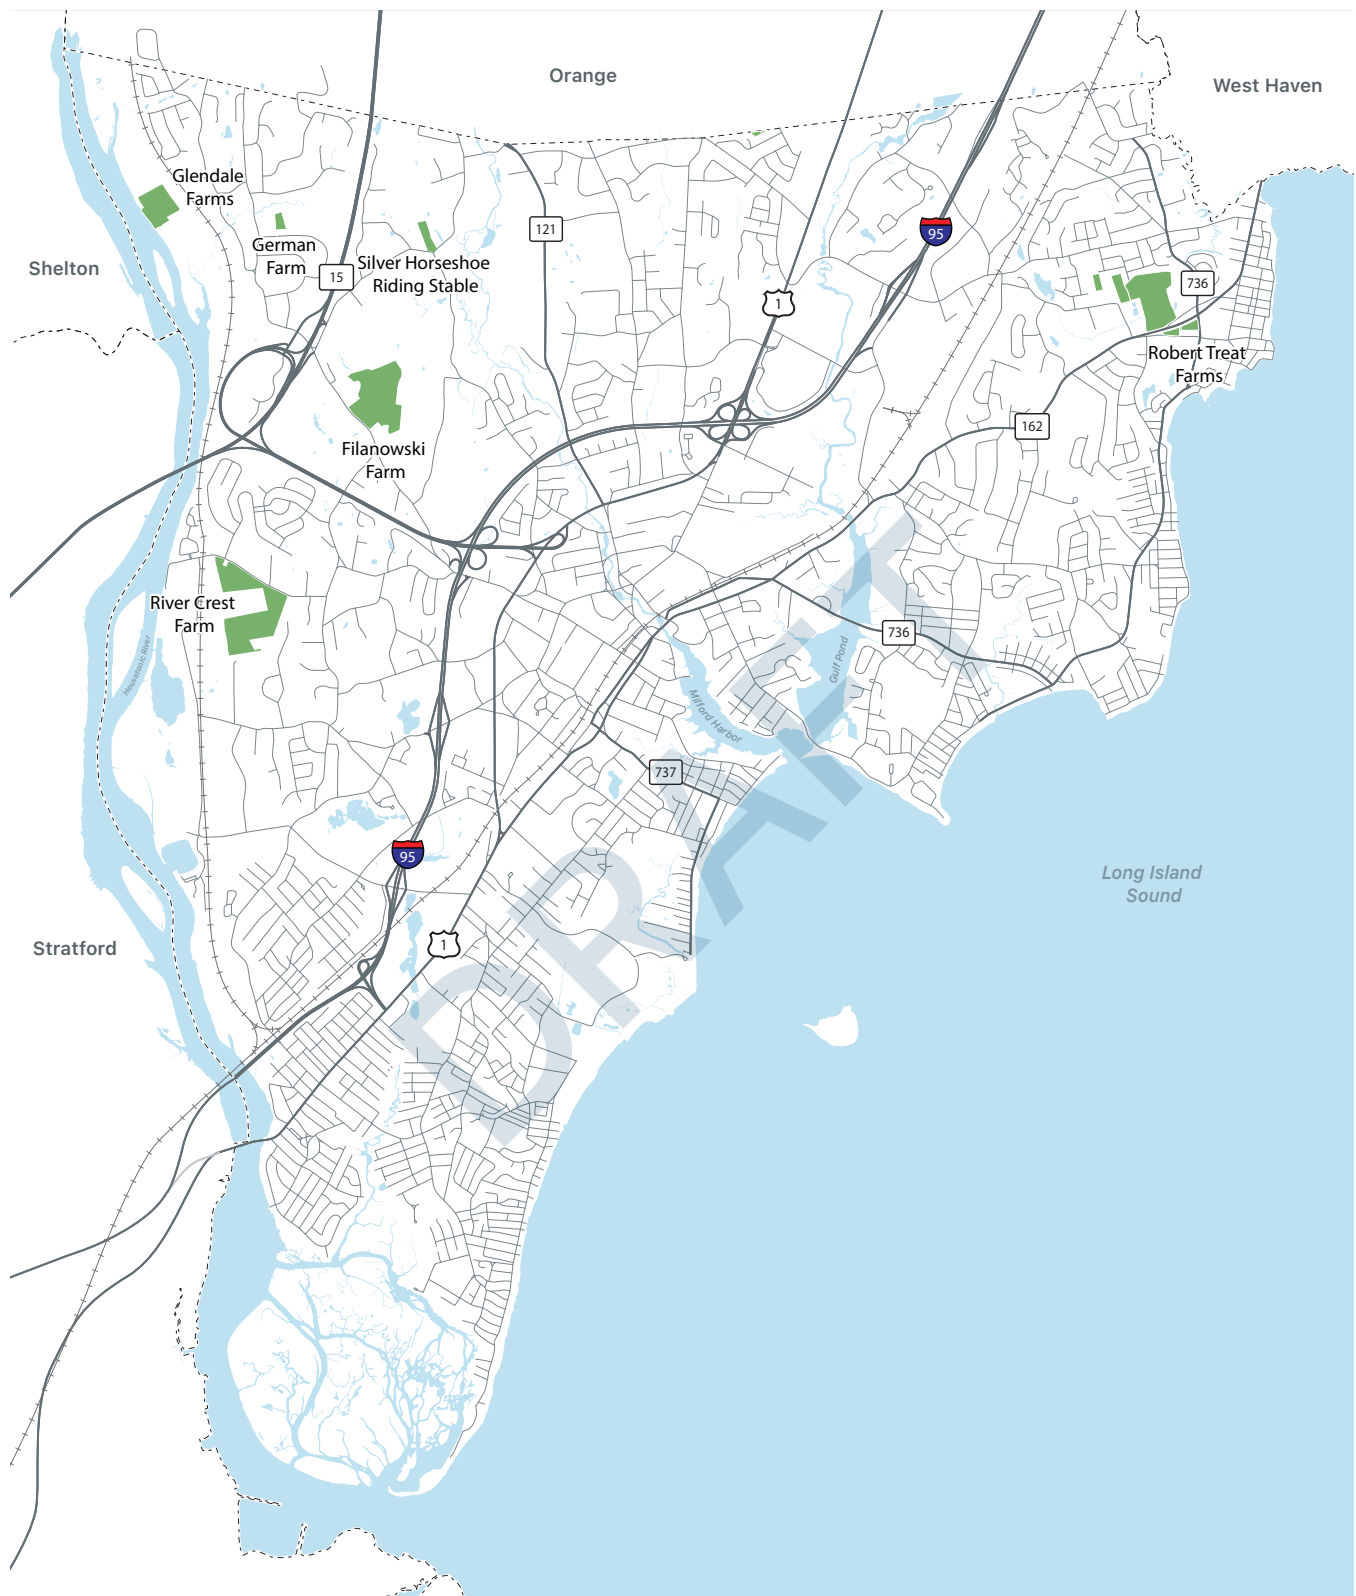 Orange
West Haven
Glendale
Farms
121
95
German
Farm
Silver Horseshoe
Riding Stable
Shelton
15
736
1
Robert Treat
Farms
162
Filanowski
Farm
River Crest
Farm
736
Housatonic River
Gulf Pond
Milford Harbor
737
95
Long Island
Sound
1
Stratford
DRAFT